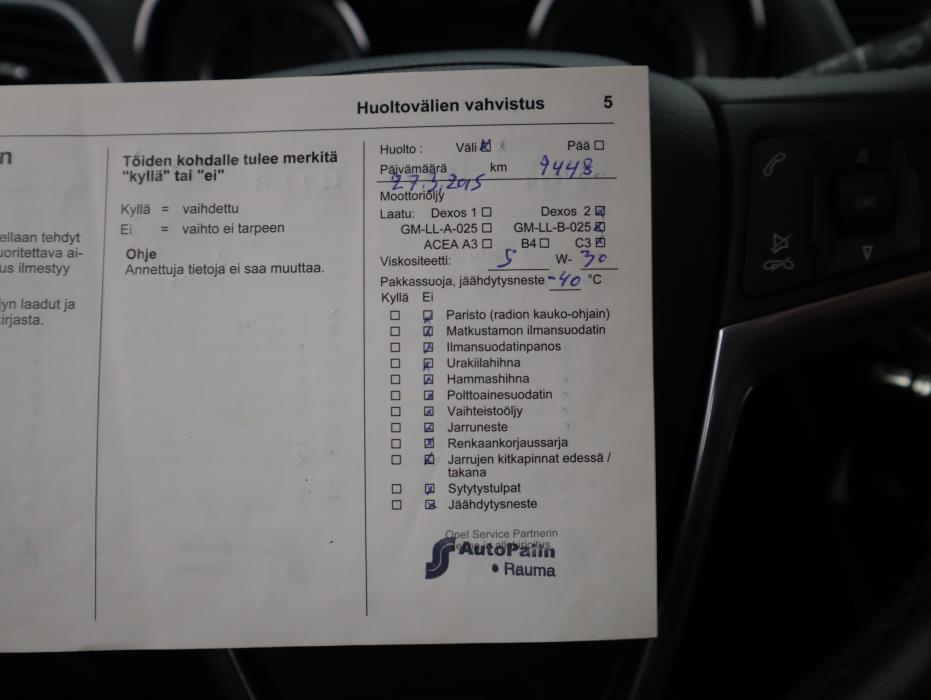 Huoltovälien vahvistus 5
n
ellaan tehdyt
uoritettava ai-
us ilmestyy
yn laadut ja
irjasta.
Töiden kohdalle tulee merkitä
"kyllä" tai "ei"
Kyllä = vaihdettu
Ei = vaihto ei tarpeen
Ohje
Annettuja tietoja ei saa muuttaa.
Huolto : Väli ☒ Pää ☐
Päivämäärä km 9448
27.3.2015
Moottoriöljy
Laatu: Dexos 1 ☐ Dexos 2 ☒
GM-LL-A-025 ☐ GM-LL-B-025 ☒
ACEA A3 ☐ B4 ☐ C3 ☒
Viskositeetti: 5 W- 30
Pakkassuoja, jäähdytysneste -40 °C
Kyllä Ei
☐ ☒ Paristo (radion kauko-ohjain)
☐ ☒ Matkustamon ilmansuodatin
☐ ☒ Ilmansuodatinpanos
☐ ☒ Urakiilahihna
☐ ☒ Hammashihna
☐ ☒ Polttoainesuodatin
☐ ☒ Vaihteistoöljy
☐ ☒ Jarruneste
☐ ☒ Renkaankorjaussarja
☐ ☒ Jarrujen kitkapinnat edessä /
takana
☐ ☒ Sytytystulpat
☐ ☒ Jäähdytysneste
Opel Service Partnerin
AutoPalin
• Rauma
SRC